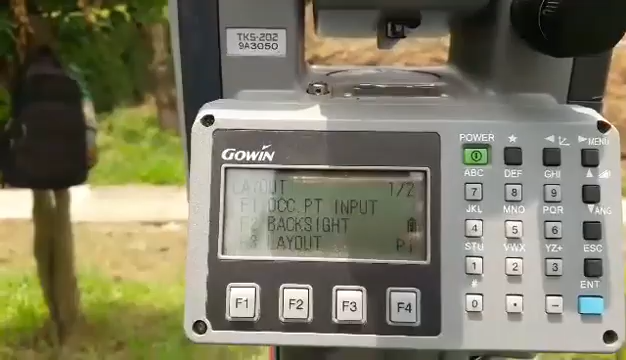 TKS-202
9A3050
GOWIN
LAYOUT 1/2
F1 OCC.PT INPUT
F2 BACKSIGHT
F3 LAYOUT P↓
F1 F2 F3 F4
POWER ★ ◄ ► MENU
ABC DEF GHI ▲
7 8 9
JKL MNO PQR ▼ ANG
4 5 6
STU VWX YZ+ ESC
1 2 3
# ENT
0 . −